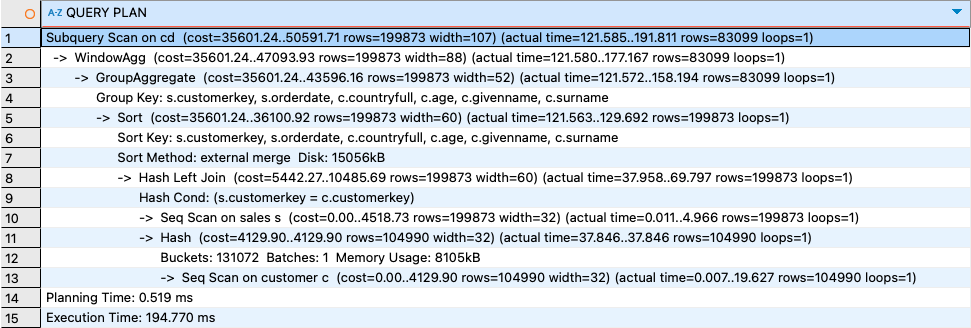 A-Z QUERY PLAN
1 Subquery Scan on cd (cost=35601.24..50591.71 rows=199873 width=107) (actual time=121.585..191.811 rows=83099 loops=1)
2 -> WindowAgg (cost=35601.24..47093.93 rows=199873 width=88) (actual time=121.580..177.167 rows=83099 loops=1)
3 -> GroupAggregate (cost=35601.24..43596.16 rows=199873 width=52) (actual time=121.572..158.194 rows=83099 loops=1)
4 Group Key: s.customerkey, s.orderdate, c.countryfull, c.age, c.givenname, c.surname
5 -> Sort (cost=35601.24..36100.92 rows=199873 width=60) (actual time=121.563..129.692 rows=199873 loops=1)
6 Sort Key: s.customerkey, s.orderdate, c.countryfull, c.age, c.givenname, c.surname
7 Sort Method: external merge Disk: 15056kB
8 -> Hash Left Join (cost=5442.27..10485.69 rows=199873 width=60) (actual time=37.958..69.797 rows=199873 loops=1)
9 Hash Cond: (s.customerkey = c.customerkey)
10 -> Seq Scan on sales s (cost=0.00..4518.73 rows=199873 width=32) (actual time=0.011..4.966 rows=199873 loops=1)
11 -> Hash (cost=4129.90..4129.90 rows=104990 width=32) (actual time=37.846..37.846 rows=104990 loops=1)
12 Buckets: 131072 Batches: 1 Memory Usage: 8105kB
13 -> Seq Scan on customer c (cost=0.00..4129.90 rows=104990 width=32) (actual time=0.007..19.627 rows=104990 loops=1)
14 Planning Time: 0.519 ms
15 Execution Time: 194.770 ms